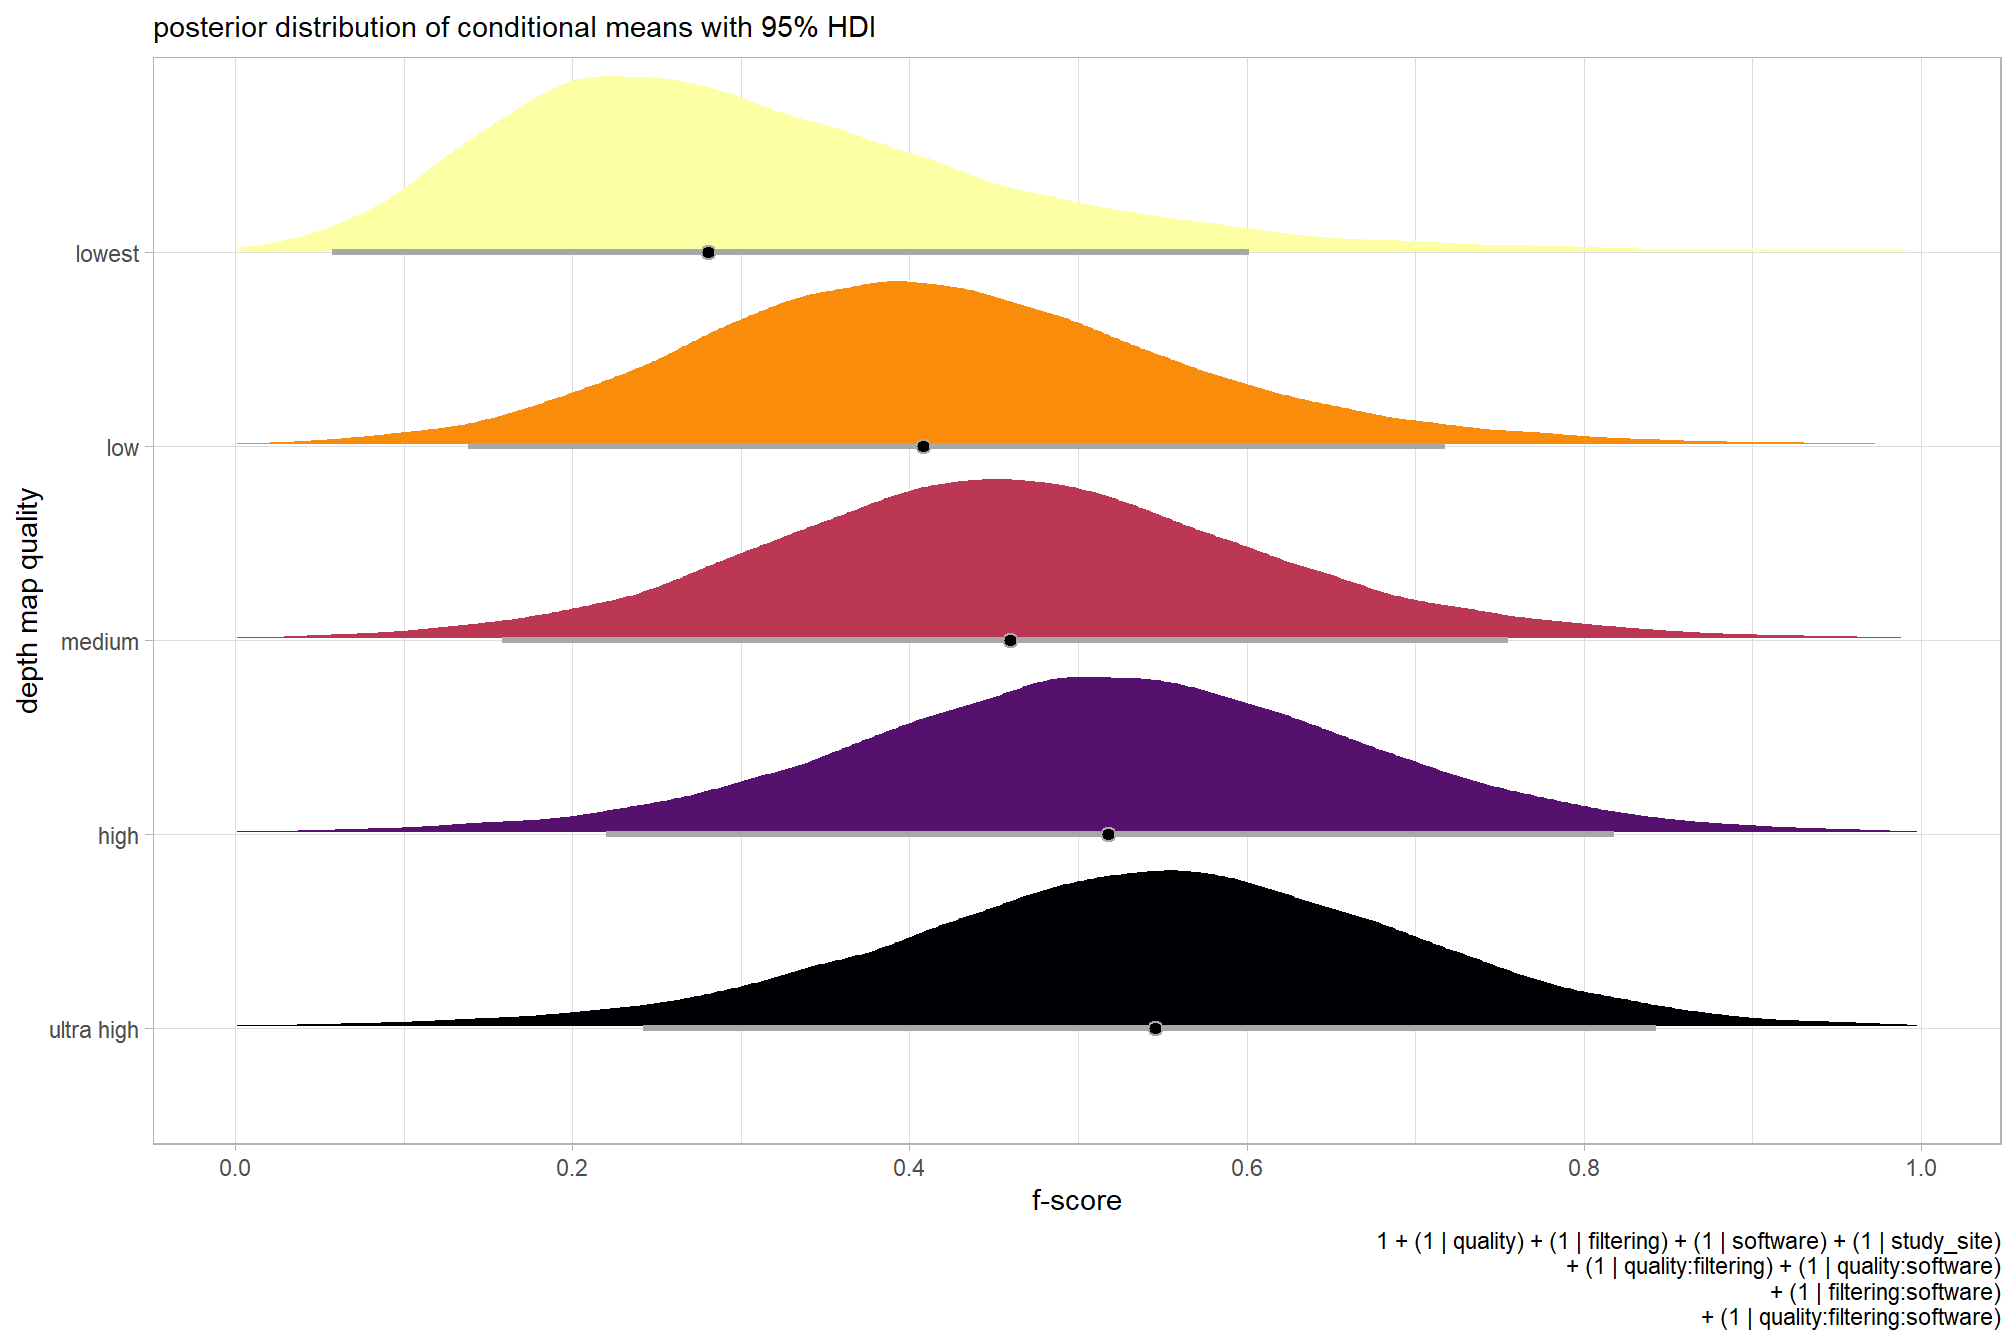 posterior distribution of conditional means with 95% HDI
depth map quality
lowest
low
medium
high
ultra high
0.0 0.2 0.4 0.6 0.8 1.0
f-score
1 + (1 | quality) + (1 | filtering) + (1 | software) + (1 | study_site)
+ (1 | quality:filtering) + (1 | quality:software)
+ (1 | filtering:software)
+ (1 | quality:filtering:software)